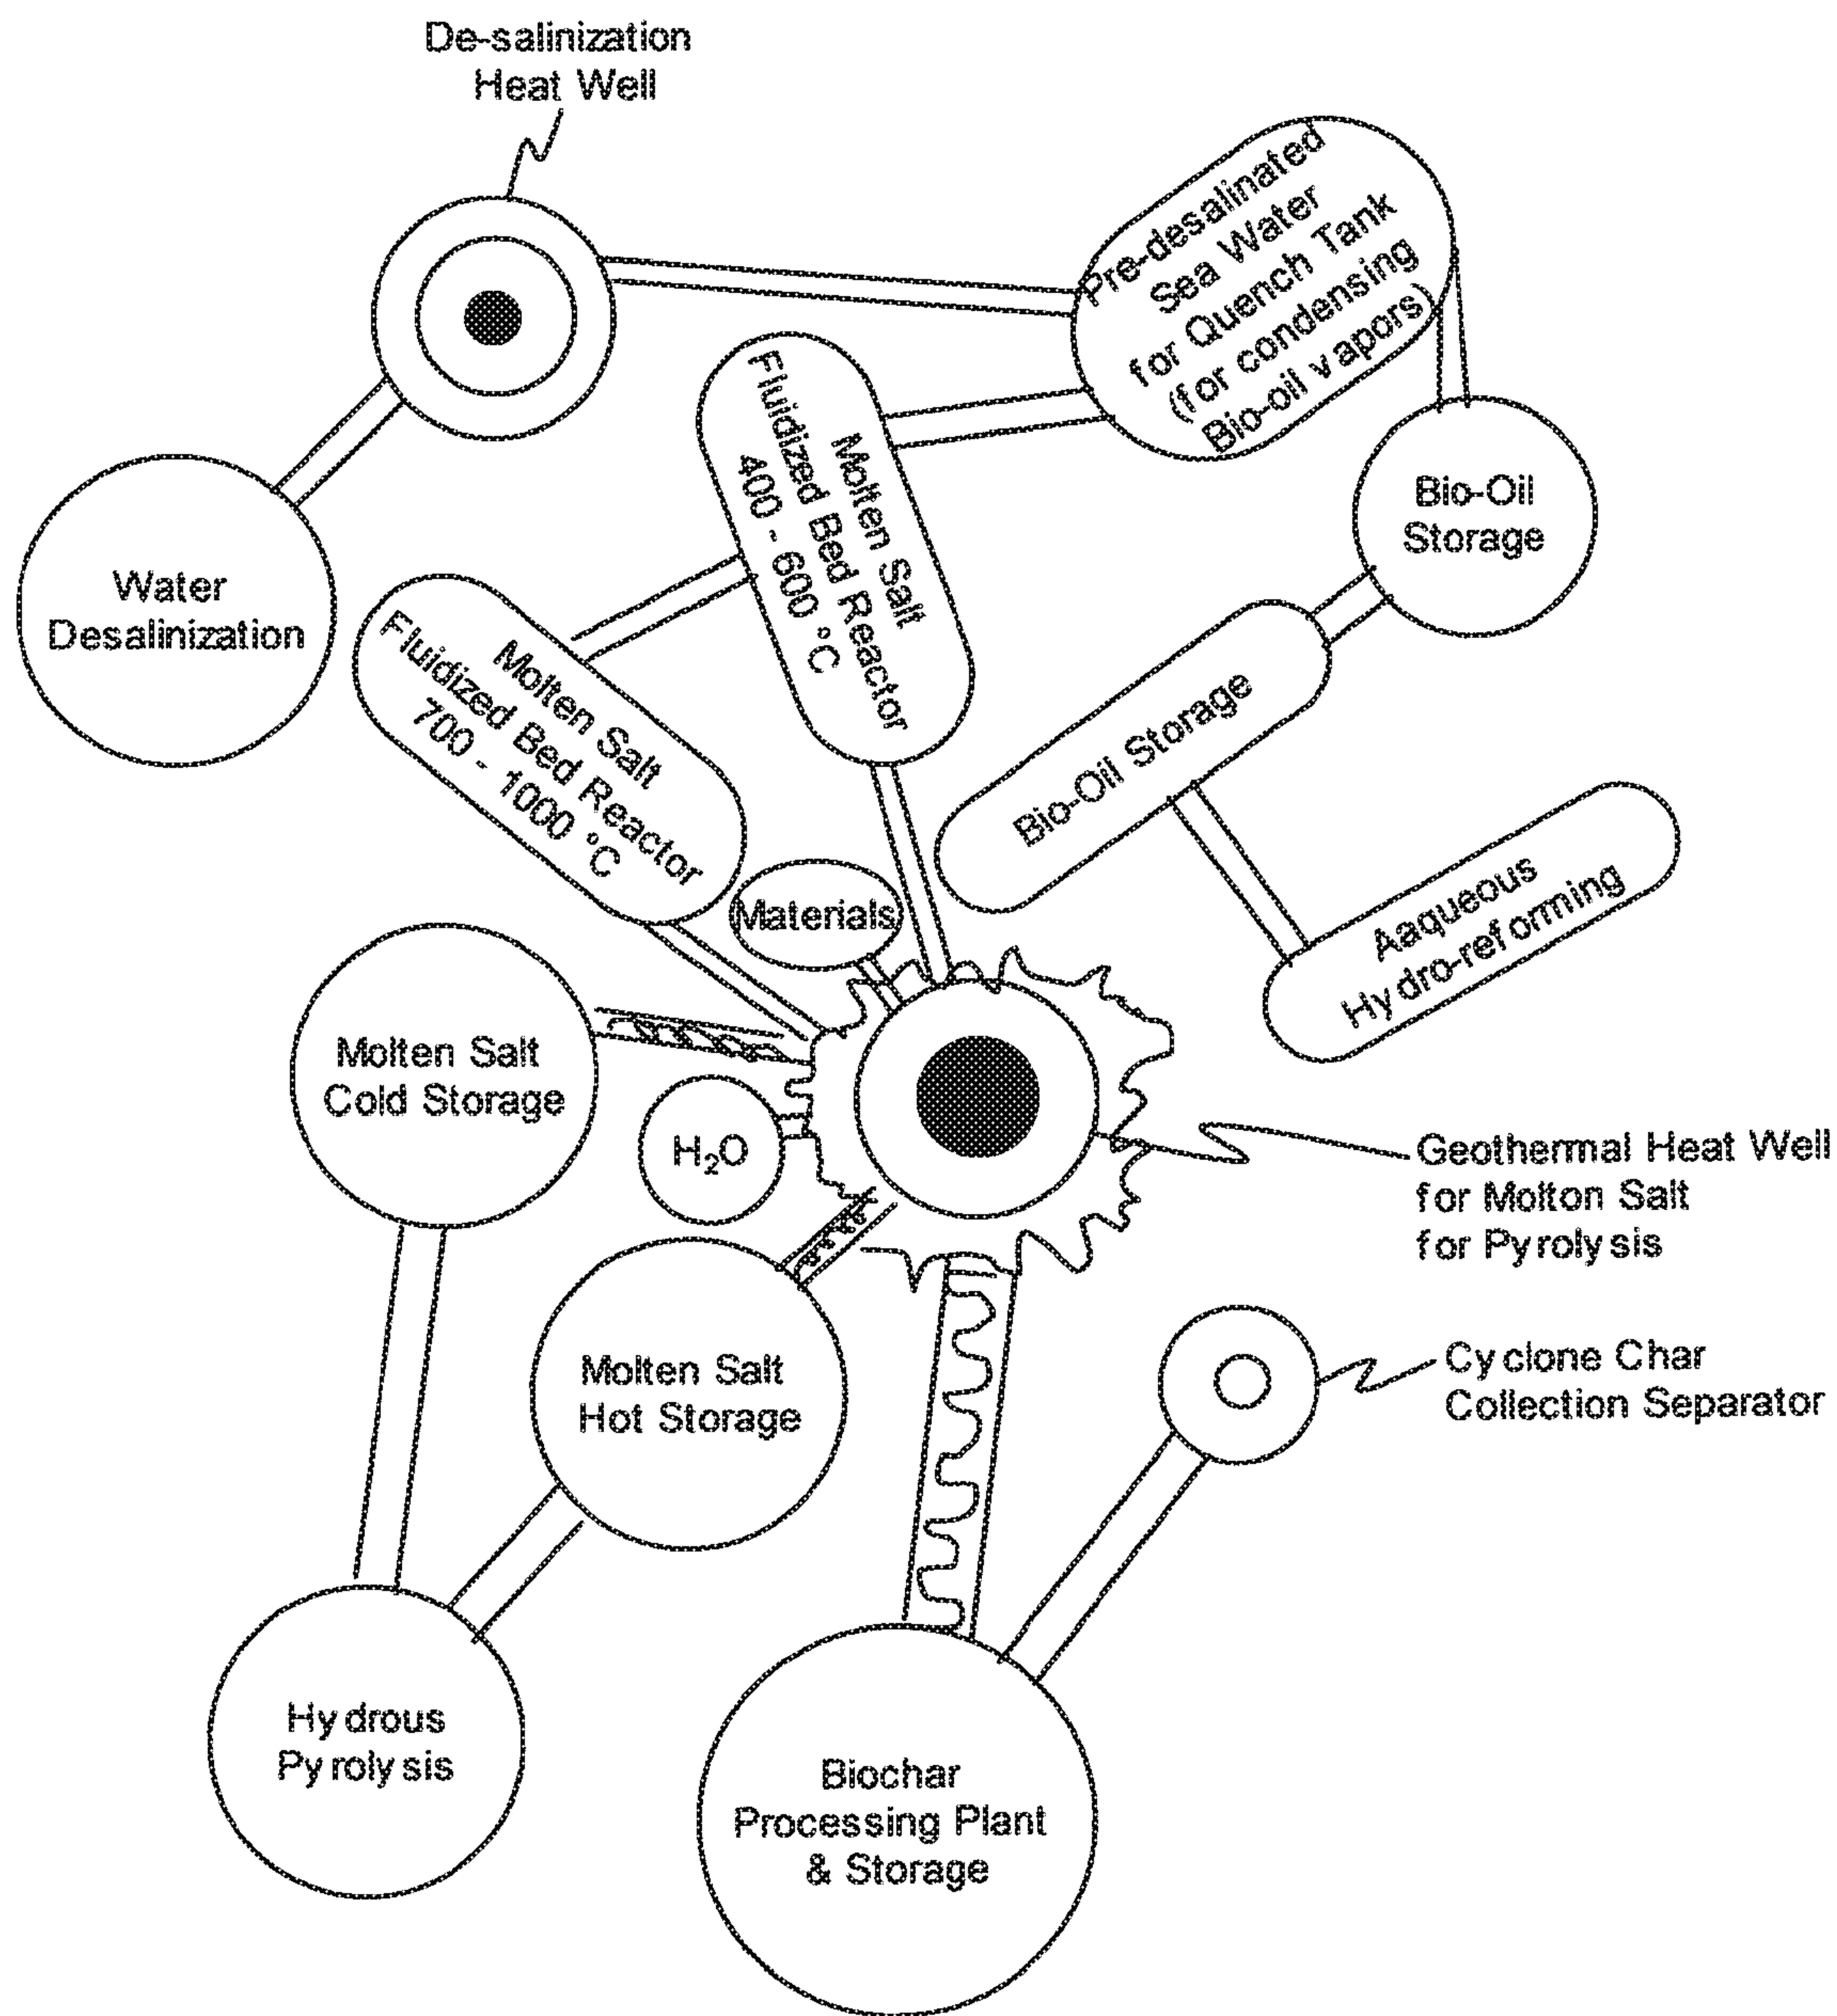 De-salinization
Heat Well
Pre-desalinated
Sea Water
for Quench Tank
(for condensing
Bio-oil vapors)
Molten Salt
Fluidized Bed Reactor
400 - 600 °C
Bio-Oil
Storage
Water
Desalinization
Molten Salt
Fluidized Bed Reactor
700 - 1000 °C
Bio-Oil Storage
Materials
Aaqueous
Hydro-reforming
Molten Salt
Cold Storage
H₂O
Geothermal Heat Well
for Molton Salt
for Pyrolysis
Molten Salt
Hot Storage
Cyclone Char
Collection Separator
Hydrous
Pyrolysis
Biochar
Processing Plant
& Storage